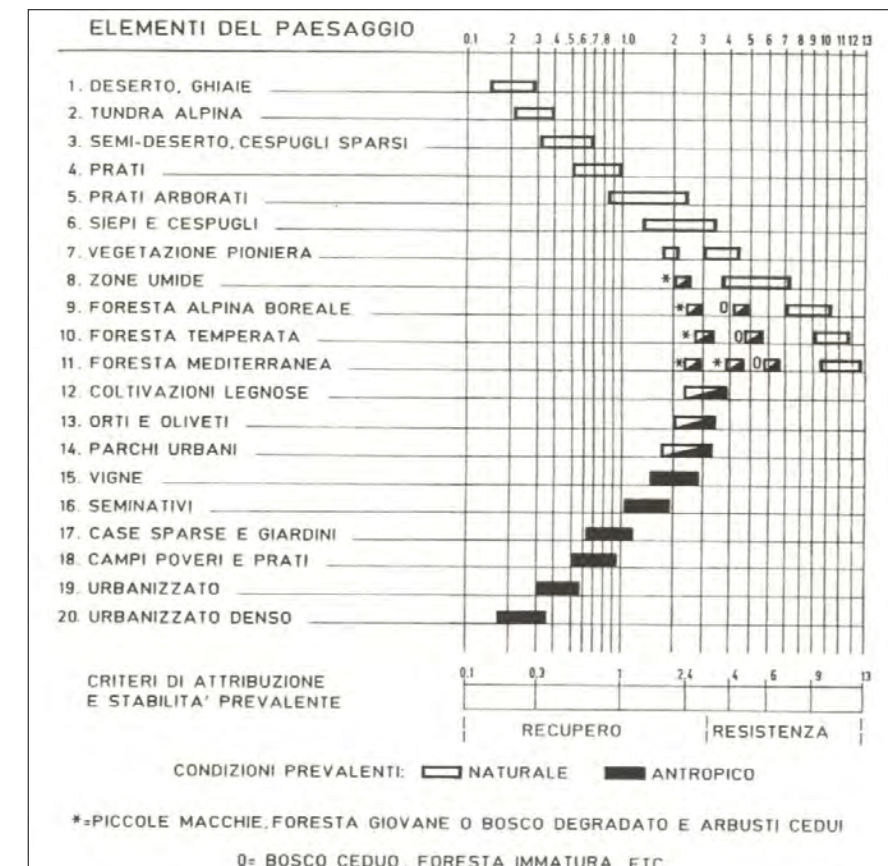 ELEMENTI DEL PAESAGGIO
0.1 .2 .3 .4 .5 .6 .7 .8 1.0 2 3 4 5 6 7 8 9 10 11 12 13
1. DESERTO, GHIAIE
2. TUNDRA ALPINA
3. SEMI-DESERTO, CESPUGLI SPARSI
4. PRATI
5. PRATI ARBORATI
6. SIEPI E CESPUGLI
7. VEGETAZIONE PIONIERA
8. ZONE UMIDE *
9. FORESTA ALPINA BOREALE * 0
10. FORESTA TEMPERATA * 0
11. FORESTA MEDITERRANEA * * 0
12. COLTIVAZIONI LEGNOSE
13. ORTI E OLIVETI
14. PARCHI URBANI
15. VIGNE
16. SEMINATIVI
17. CASE SPARSE E GIARDINI
18. CAMPI POVERI E PRATI
19. URBANIZZATO
20. URBANIZZATO DENSO
CRITERI DI ATTRIBUZIONE
E STABILITA' PREVALENTE
0.1 0.3 1 2,4 4 6 9 13
RECUPERO RESISTENZA
CONDIZIONI PREVALENTI: NATURALE ANTROPICO
*=PICCOLE MACCHIE, FORESTA GIOVANE O BOSCO DEGRADATO E ARBUSTI CEDUI
0= BOSCO CEDUO, FORESTA IMMATURA, ETC